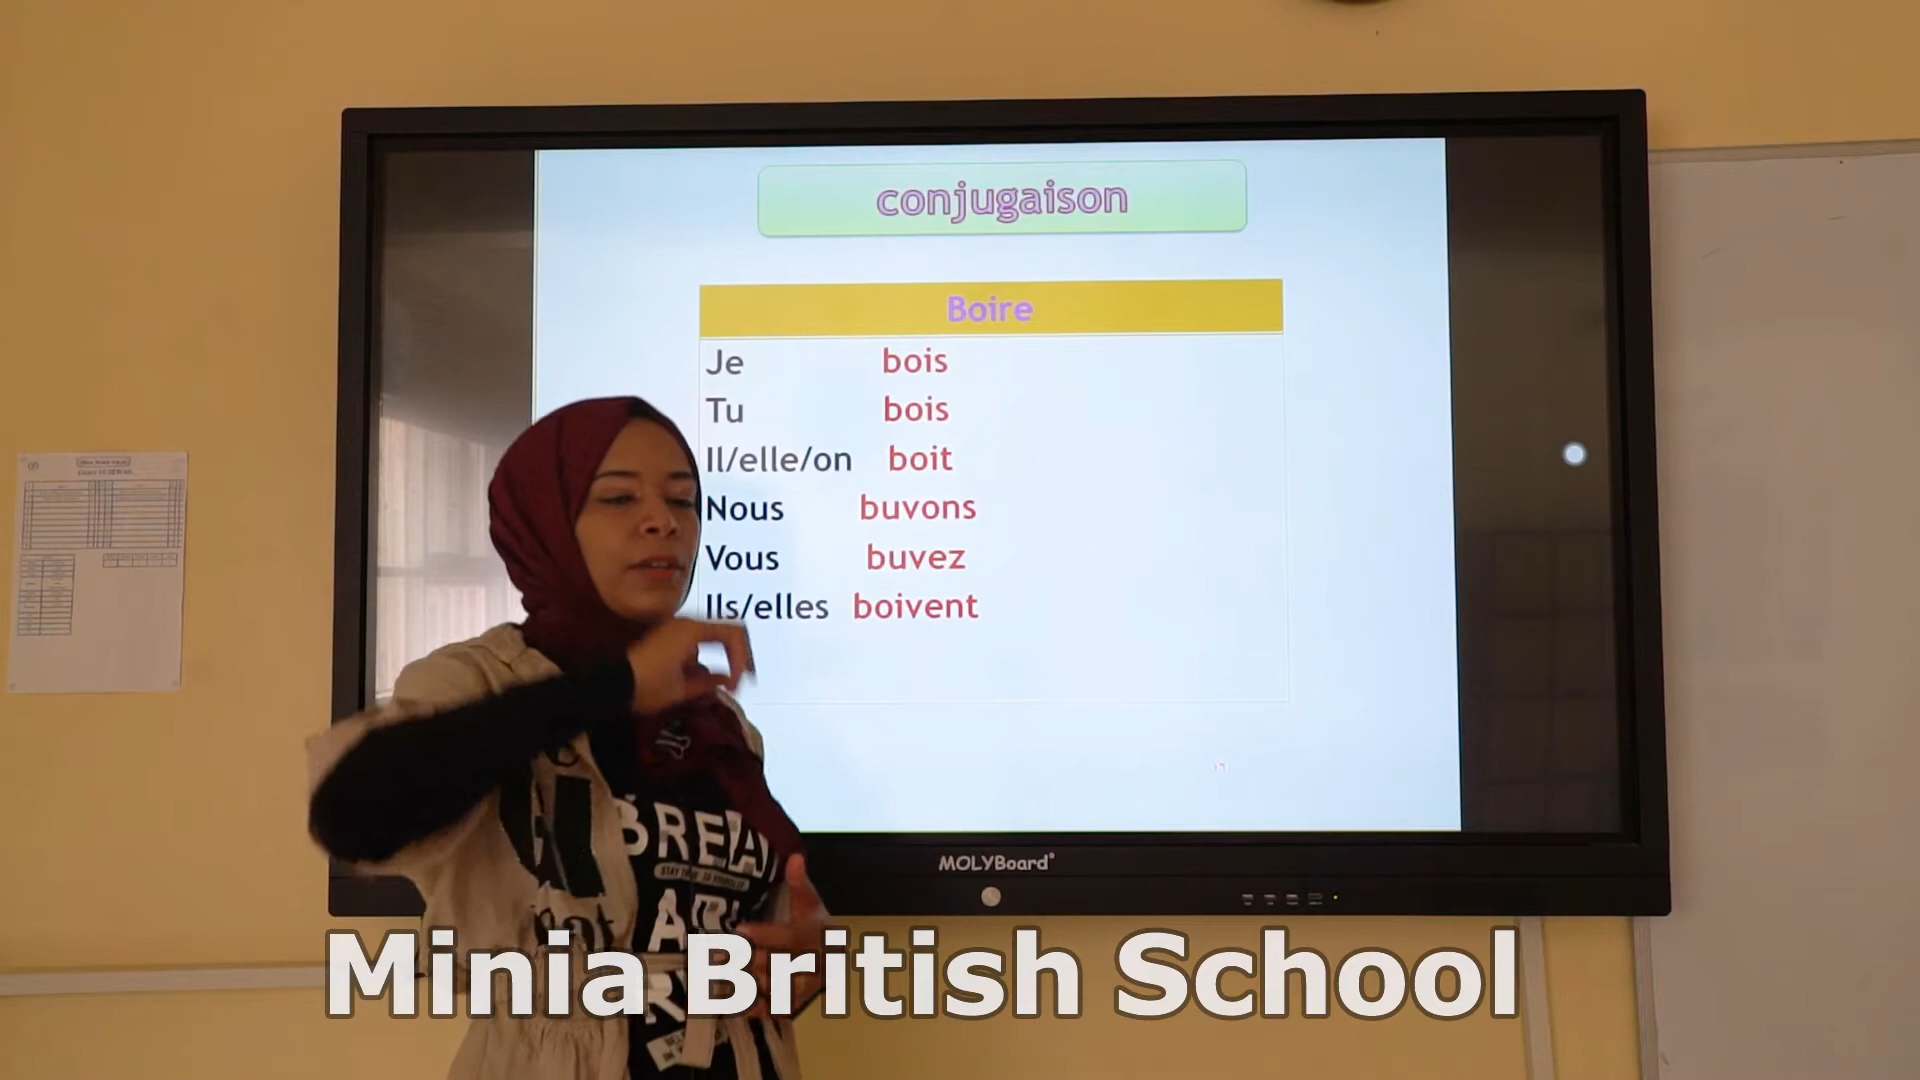 conjugaison
Boire
Je bois
Tu bois
Il/elle/on boit
Nous buvons
Vous buvez
Ils/elles boivent
MOLYBoard
BREA
Minia British School